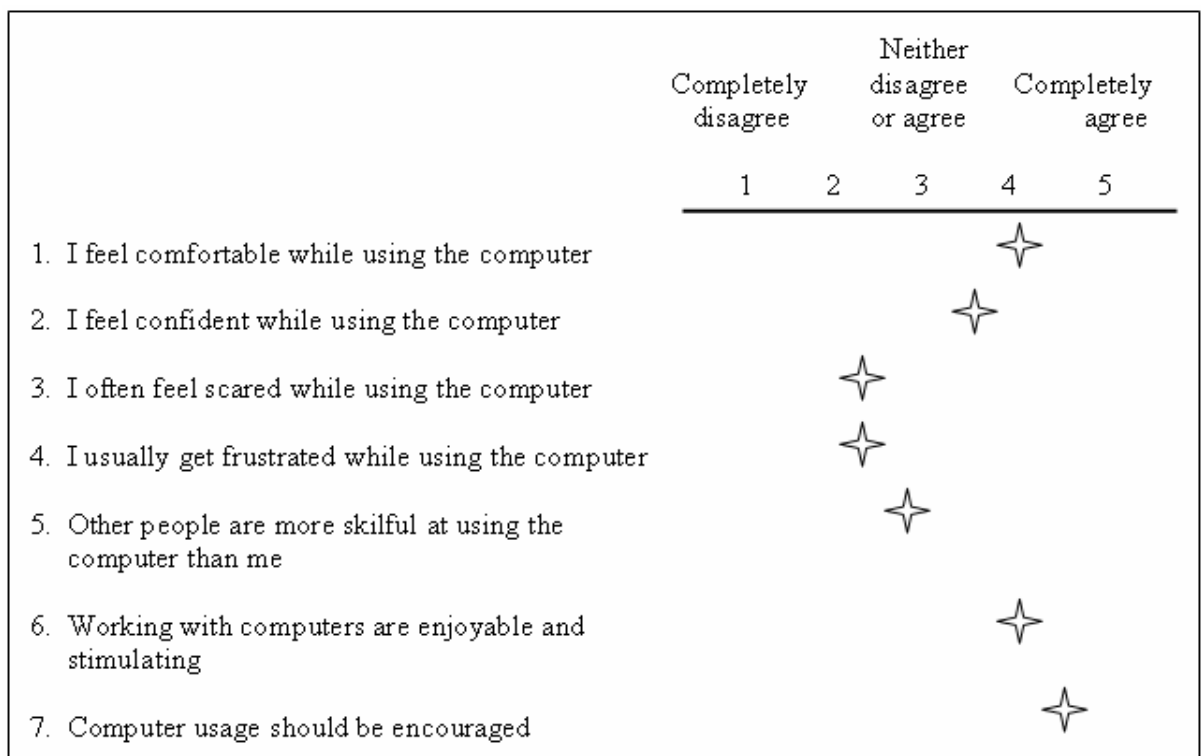 Neither
Completely disagree Completely
disagree or agree agree
1 2 3 4 5
1. I feel comfortable while using the computer
2. I feel confident while using the computer
3. I often feel scared while using the computer
4. I usually get frustrated while using the computer
5. Other people are more skilful at using the
computer than me
6. Working with computers are enjoyable and
stimulating
7. Computer usage should be encouraged